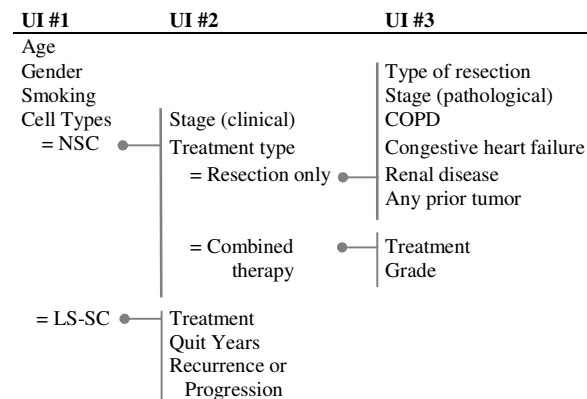 UI #1 UI #2 UI #3
Age
Gender Type of resection
Smoking Stage (pathological)
Cell Types Stage (clinical) COPD
= NSC Treatment type Congestive heart failure
= Resection only Renal disease
Any prior tumor
= Combined Treatment
therapy Grade
= LS-SC Treatment
Quit Years
Recurrence or
Progression